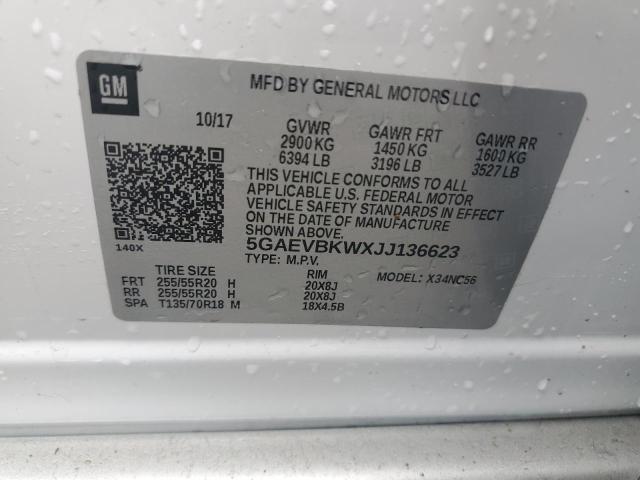 GM
MFD BY GENERAL MOTORS LLC
10/17 GVWR GAWR FRT GAWR RR
2900 KG 1450 KG 1600 KG
6394 LB 3196 LB 3527 LB
THIS VEHICLE CONFORMS TO ALL
APPLICABLE U.S. FEDERAL MOTOR
VEHICLE SAFETY STANDARDS IN EFFECT
ON THE DATE OF MANUFACTURE
SHOWN ABOVE.
140X 5GAEVBKWXJJ136623
TYPE: M.P.V.
TIRE SIZE RIM MODEL: X34NC56
FRT 255/55R20 H 20X8J
RR 255/55R20 H 20X8J
SPA T135/70R18 M 18X4.5B